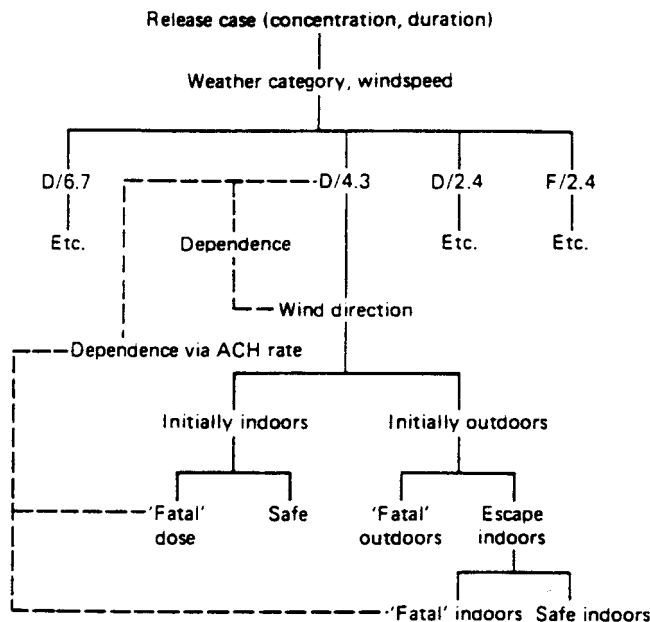 Release case (concentration, duration)
Weather category, windspeed
D/6.7
D/4.3
D/2.4
F/2.4
Etc.
Dependence
Etc.
Etc.
Wind direction
Dependence via ACH rate
Initially indoors
Initially outdoors
'Fatal'
dose
Safe
'Fatal'
outdoors
Escape
indoors
'Fatal' indoors
Safe indoors